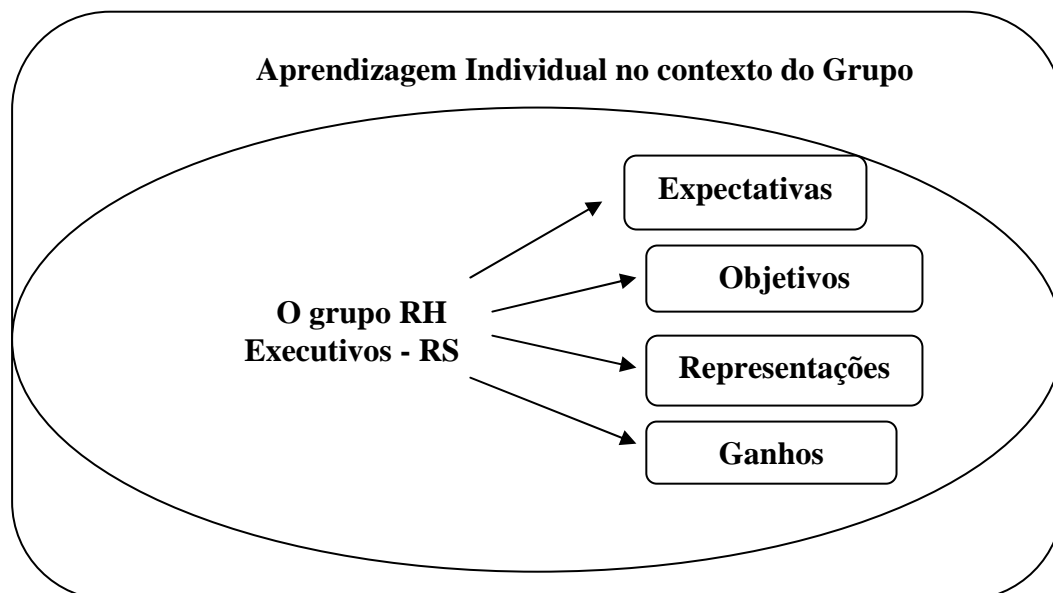 Aprendizagem Individual no contexto do Grupo
Expectativas
Objetivos
O grupo RH
Executivos - RS
Representações
Ganhos